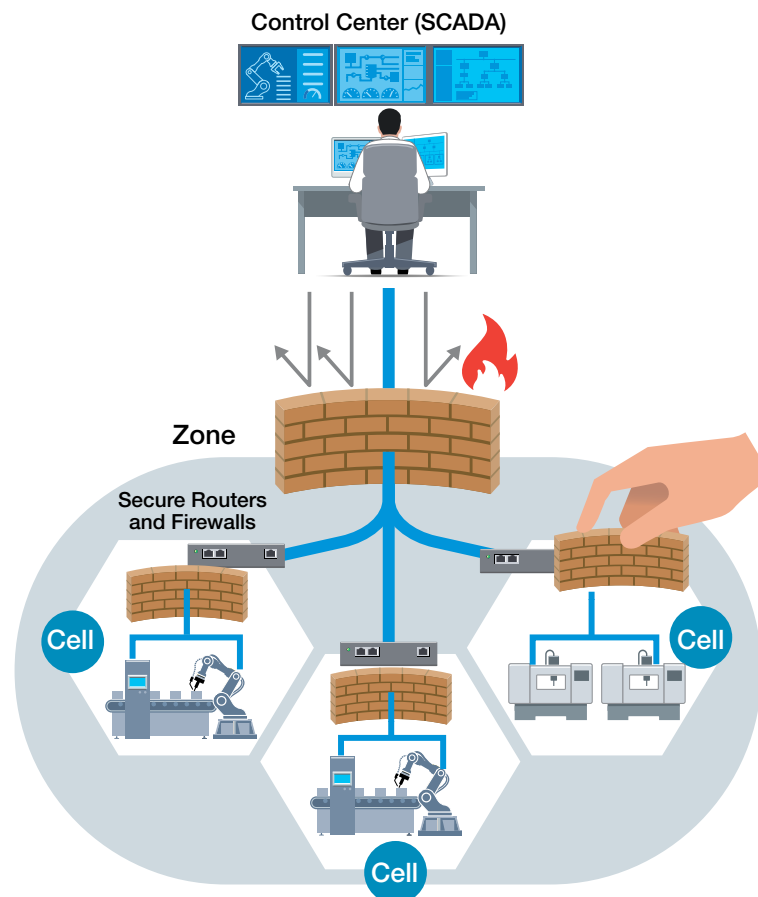 Control Center (SCADA)
Zone
Secure Routers
and Firewalls
Cell
Cell
Cell